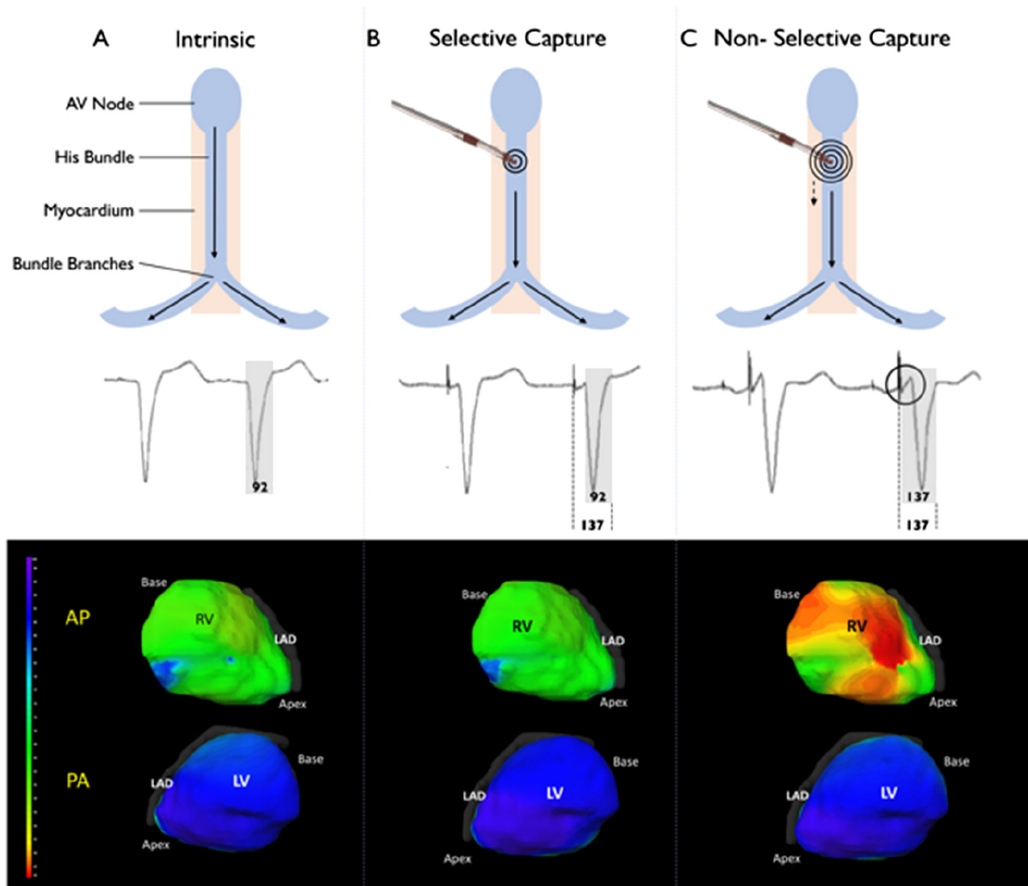 A Intrinsic
B Selective Capture
C Non- Selective Capture
AV Node
His Bundle
Myocardium
Bundle Branches
92
92
137
137
137
AP
Base
RV
LAD
Apex
RV
LAD
Apex
Base
RV
LAD
Apex
PA
Base
LAD
LV
Apex
Base
LAD
LV
Apex
Base
LAD
LV
Apex